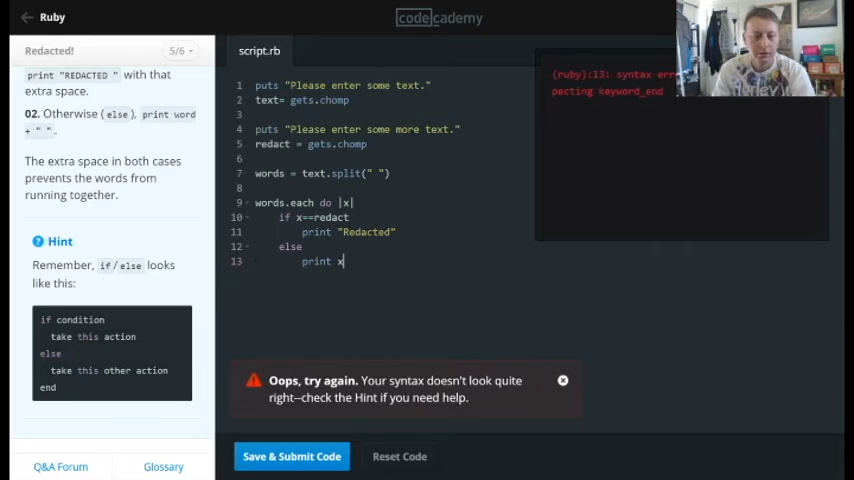 Ruby
codecademy
Redacted!
5/6
script.rb
print "REDACTED " with that
extra space.
02. Otherwise (else), print word
+ " ".
The extra space in both cases
prevents the words from
running together.
Hint
Remember, if/else looks
like this:
if condition
take this action
else
take this other action
end
Q&A Forum
Glossary
1 puts "Please enter some text."
2 text= gets.chomp
3
4 puts "Please enter some more text."
5 redact = gets.chomp
6
7 words = text.split(" ")
8
9 words.each do |x|
10 if x==redact
11 print "Redacted"
12 else
13 print x
(ruby):13: syntax err
pecting keyword_end
Oops, try again. Your syntax doesn't look quite
right--check the Hint if you need help.
Save & Submit Code
Reset Code